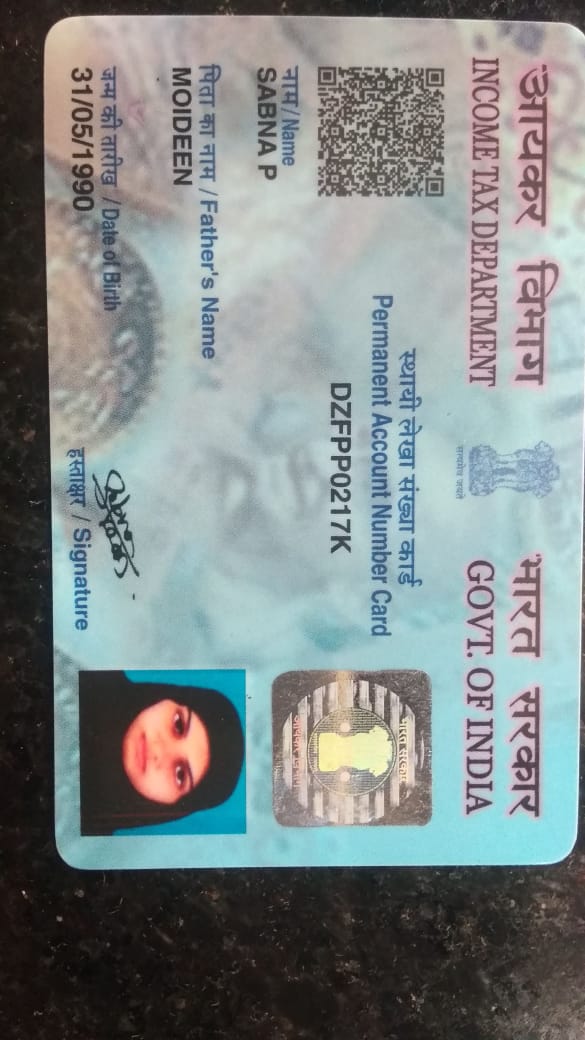 आयकर विभाग
INCOME TAX DEPARTMENT
सत्यमेव जयते
भारत सरकार
GOVT. OF INDIA
स्थायी लेखा संख्या कार्ड
Permanent Account Number Card
DZFPP0217K
भारत सरकार
आयकर विभाग
नाम/Name
SABNA P
पिता का नाम /Father's Name
MOIDEEN
जन्म की तारीख /Date of Birth
31/05/1990
हस्ताक्षर / Signature